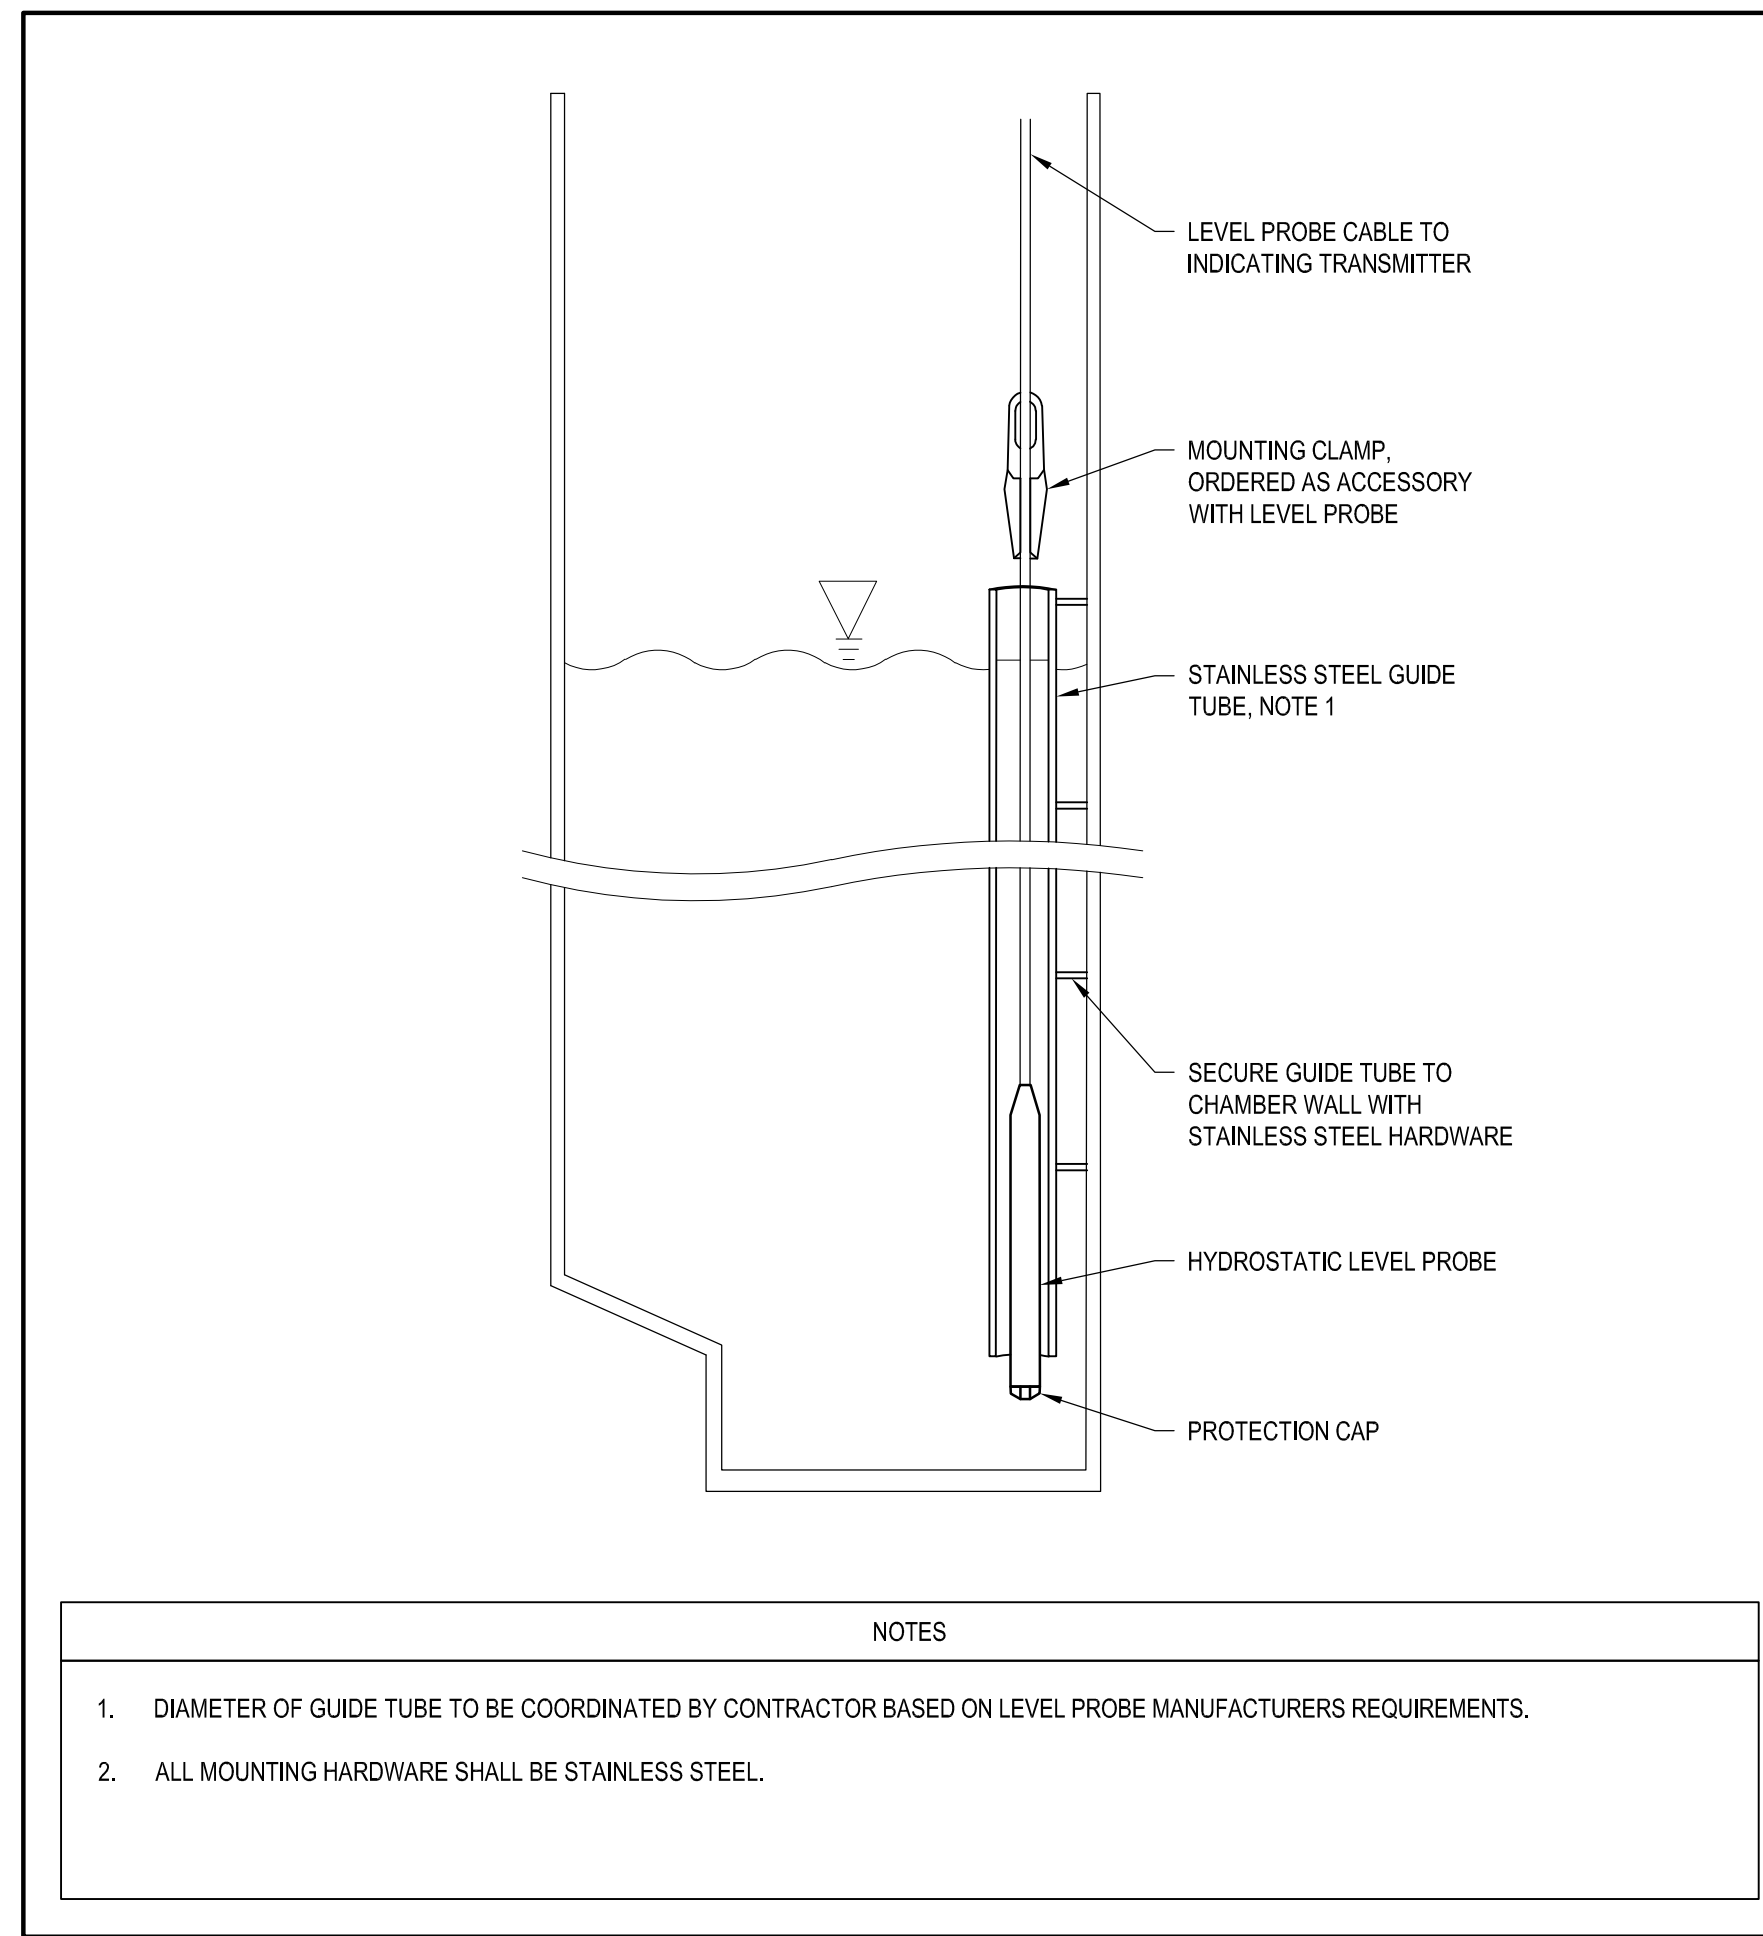 LEVEL PROBE CABLE TO
INDICATING TRANSMITTER
MOUNTING CLAMP,
ORDERED AS ACCESSORY
WITH LEVEL PROBE
STAINLESS STEEL GUIDE
TUBE, NOTE 1
SECURE GUIDE TUBE TO
CHAMBER WALL WITH
STAINLESS STEEL HARDWARE
HYDROSTATIC LEVEL PROBE
PROTECTION CAP
NOTES
1. DIAMETER OF GUIDE TUBE TO BE COORDINATED BY CONTRACTOR BASED ON LEVEL PROBE MANUFACTURERS REQUIREMENTS.
2. ALL MOUNTING HARDWARE SHALL BE STAINLESS STEEL.